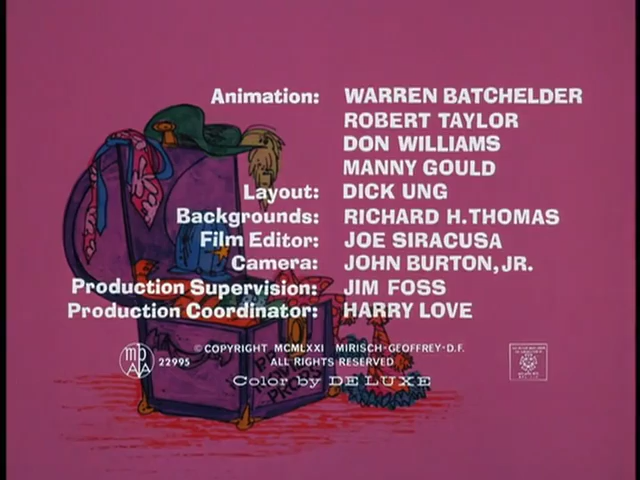 Animation: WARREN BATCHELDER
ROBERT TAYLOR
DON WILLIAMS
MANNY GOULD
Layout: DICK UNG
Backgrounds: RICHARD H. THOMAS
Film Editor: JOE SIRACUSA
Camera: JOHN BURTON, JR.
Production Supervision: JIM FOSS
Production Coordinator: HARRY LOVE
©COPYRIGHT MCMLXXI MIRISCH-GEOFFREY-D.F.
22995 ALL RIGHTS RESERVED
Color by DE LUXE